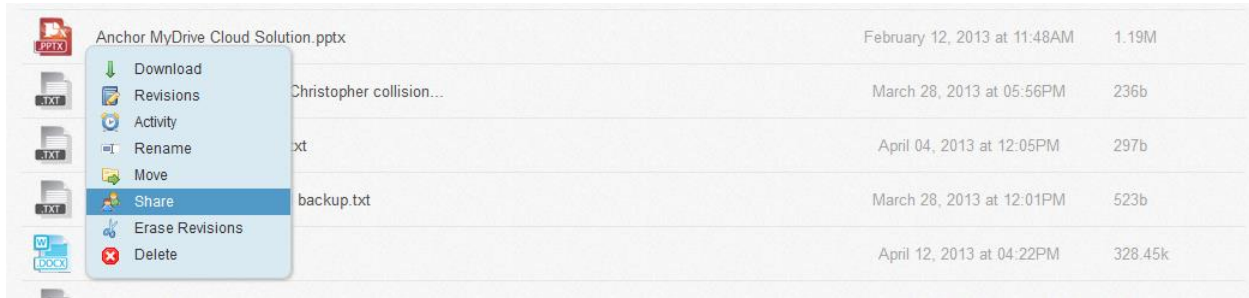 .PPTX Anchor MyDrive Cloud Solution.pptx February 12, 2013 at 11:48AM 1.19M
Download
Revisions
.TXT Christopher collision... March 28, 2013 at 05:56PM 236b
Activity
.TXT Rename xt April 04, 2013 at 12:05PM 297b
Move
.TXT Share backup.txt March 28, 2013 at 12:01PM 523b
Erase Revisions
W .DOCX Delete April 12, 2013 at 04:22PM 328.45k